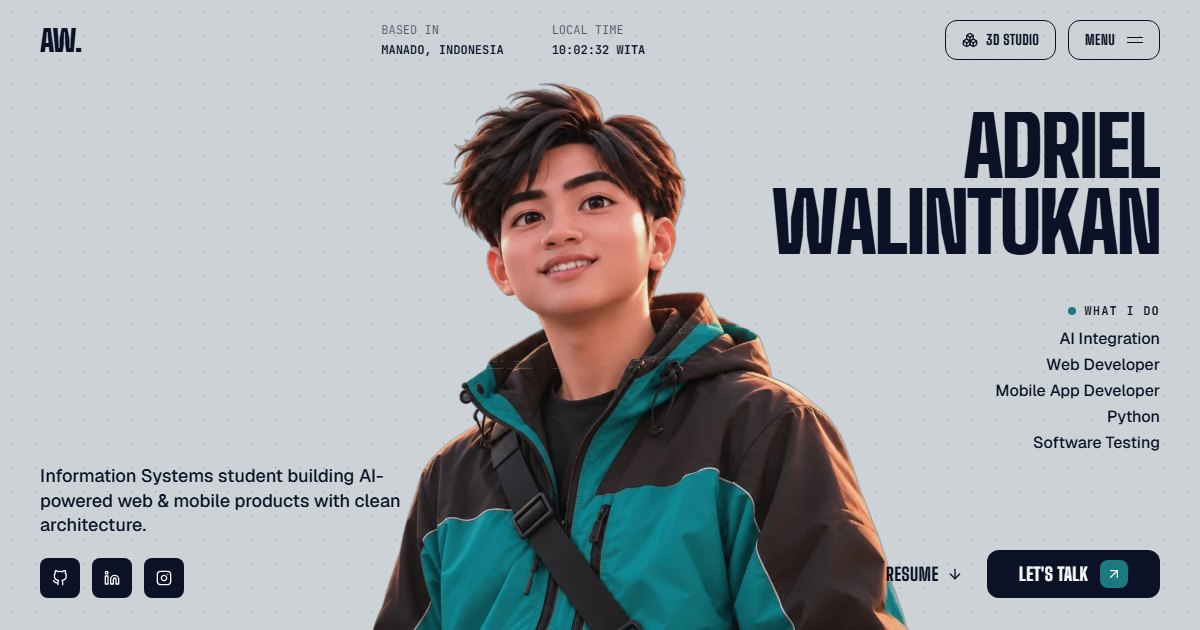 AW.
BASED IN
MANADO, INDONESIA
LOCAL TIME
10:02:32 WITA
3D STUDIO
MENU
ADRIEL
WALINTUKAN
WHAT I DO
AI Integration
Web Developer
Mobile App Developer
Python
Software Testing
Information Systems student building AI-
powered web & mobile products with clean
architecture.
in
RESUME
LET'S TALK